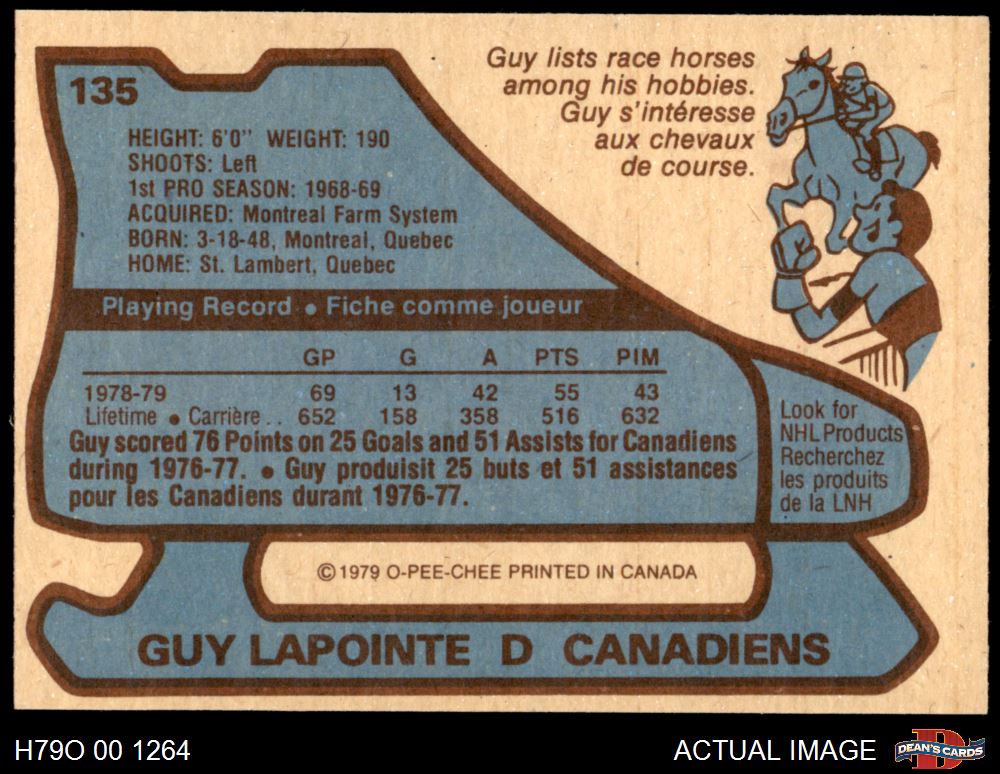 135
Guy lists race horses
among his hobbies.
Guy s'intéresse
aux chevaux
de course.
HEIGHT: 6'0" WEIGHT: 190
SHOOTS: Left
1st PRO SEASON: 1968-69
ACQUIRED: Montreal Farm System
BORN: 3-18-48, Montreal, Quebec
HOME: St. Lambert, Quebec
Playing Record • Fiche comme joueur
GP G A PTS PIM
1978-79 69 13 42 55 43
Lifetime • Carrière . . 652 158 358 516 632
Guy scored 76 Points on 25 Goals and 51 Assists for Canadiens
during 1976-77. • Guy produisit 25 buts et 51 assistances
pour les Canadiens durant 1976-77.
Look for
NHL Products
Recherchez
les produits
de la LNH
© 1979 O-PEE-CHEE PRINTED IN CANADA
GUY LAPOINTE D CANADIENS
H79O 00 1264
ACTUAL IMAGE
DEAN'S CARDS